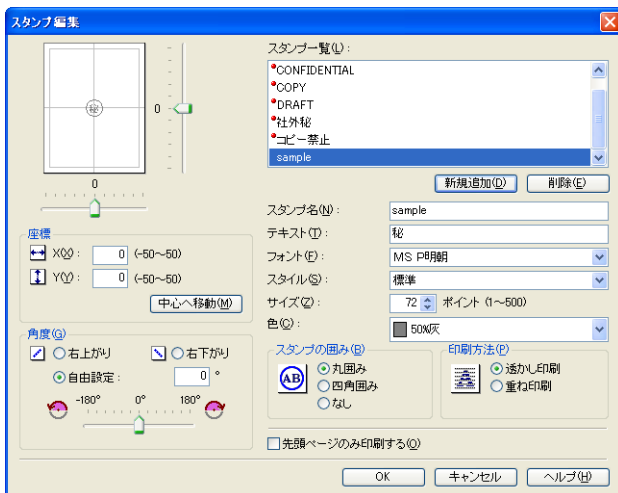 スタンプ編集
スタンプ一覧(L):
CONFIDENTIAL
COPY
DRAFT
社外秘
コピー禁止
sample
新規追加(D)
削除(E)
㊙
0
0
座標
X(X): 0 (-50～50)
Y(Y): 0 (-50～50)
中心へ移動(M)
角度(G)
右上がり
右下がり
自由設定: 0 °
-180° 0° 180°
スタンプ名(N): sample
テキスト(T): 秘
フォント(F): MS P明朝
スタイル(S): 標準
サイズ(Z): 72 ポイント (1～500)
色(C): 50%灰
スタンプの囲み(B)
AB
丸囲み
四角囲み
なし
印刷方法(P)
透かし印刷
重ね印刷
先頭ページのみ印刷する(O)
OK
キャンセル
ヘルプ(H)